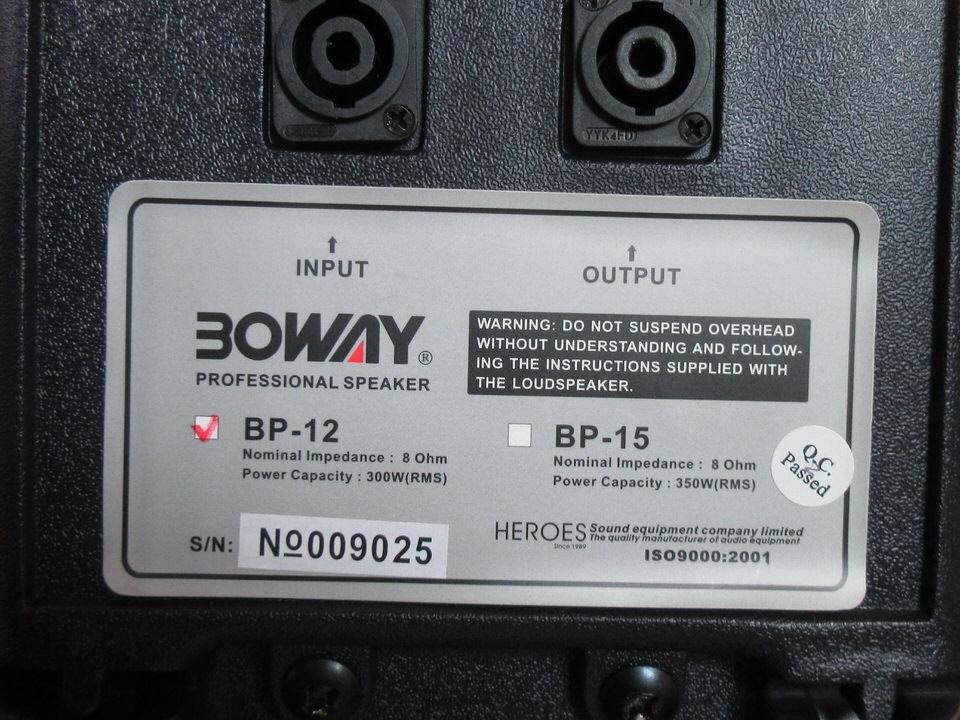 YYK4FD
INPUT
OUTPUT
BOWAY®
PROFESSIONAL SPEAKER
WARNING: DO NOT SUSPEND OVERHEAD
WITHOUT UNDERSTANDING AND FOLLOW-
ING THE INSTRUCTIONS SUPPLIED WITH
THE LOUDSPEAKER.
BP-12
Nominal Impedance : 8 Ohm
Power Capacity : 300W(RMS)
BP-15
Nominal Impedance : 8 Ohm
Power Capacity : 350W(RMS)
Q.C.
Passed
S/N: №009025
HEROES Sound equipment company limited
Since 1989 The quality manufacturer of audio equipment
ISO9000:2001